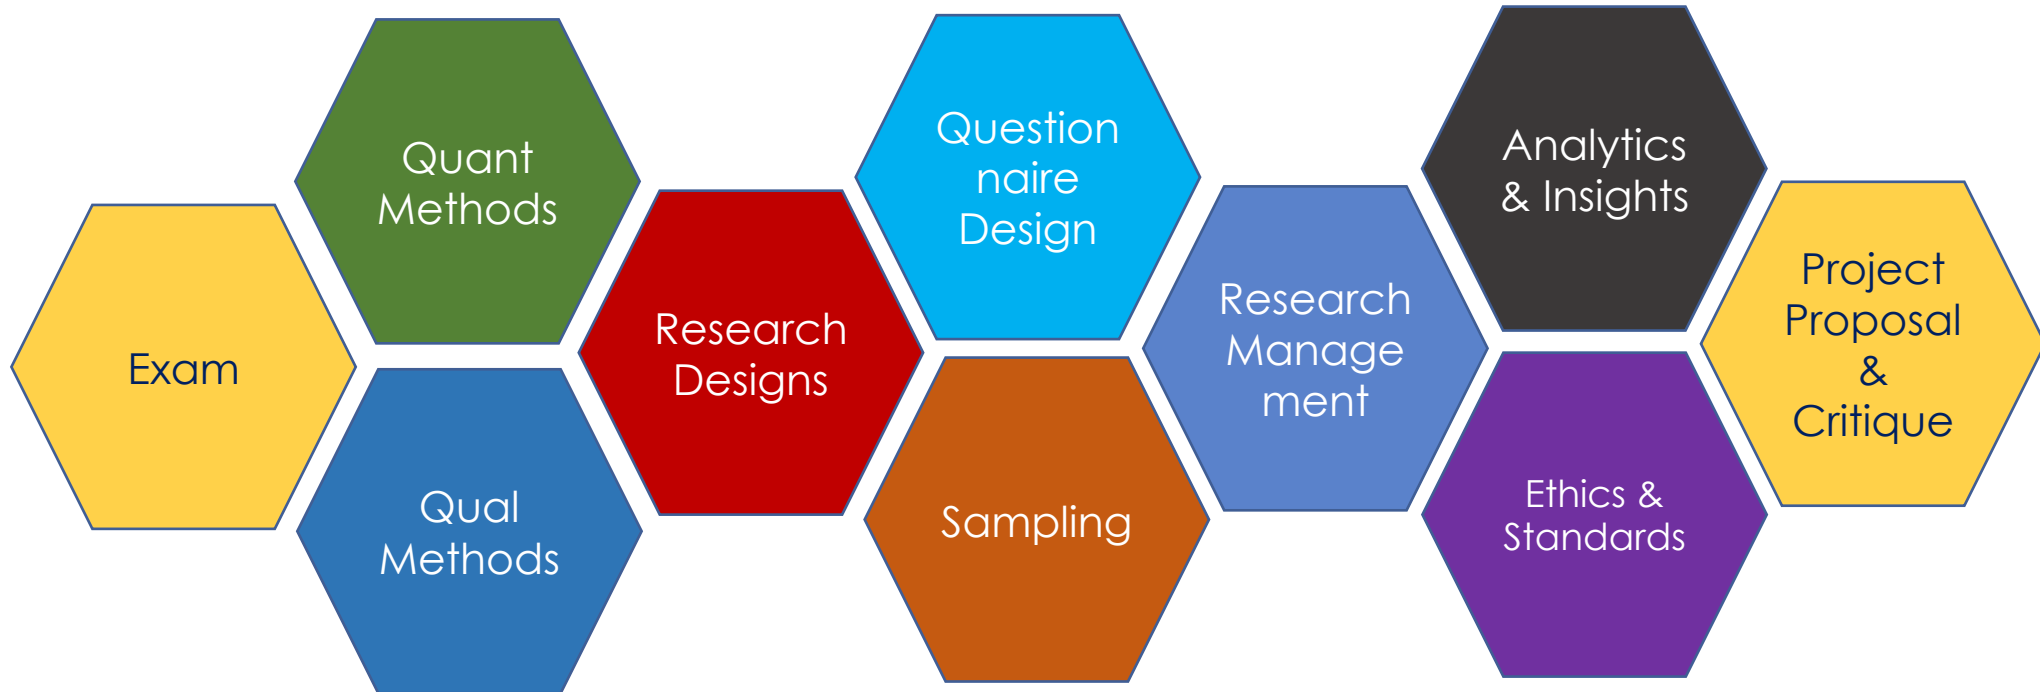 Exam
Quant
Methods
Qual
Methods
Research
Designs
Question
naire
Design
Sampling
Research
Manage
ment
Analytics
& Insights
Ethics &
Standards
Project
Proposal
&
Critique